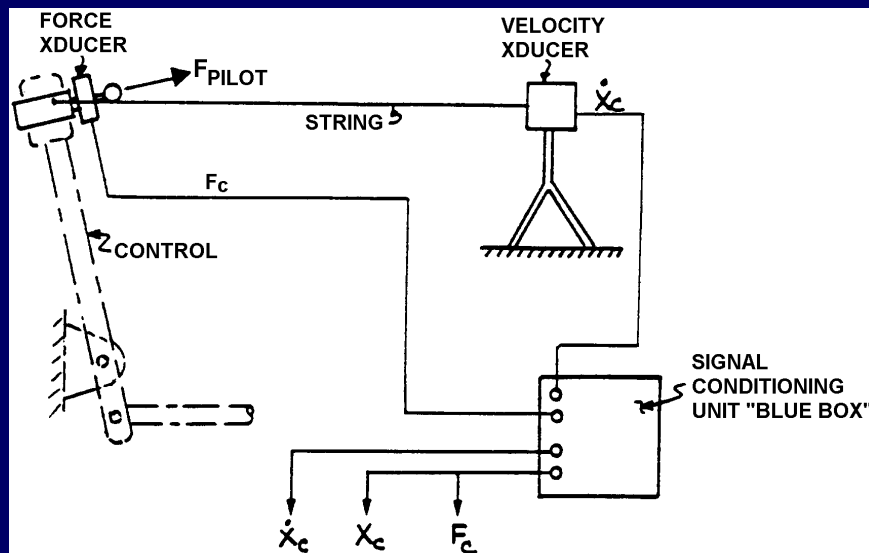 FORCE
XDUCER
VELOCITY
XDUCER
FPILOT
ẋc
STRING
Fc
CONTROL
SIGNAL
CONDITIONING
UNIT "BLUE BOX"
ẋc Xc Fc